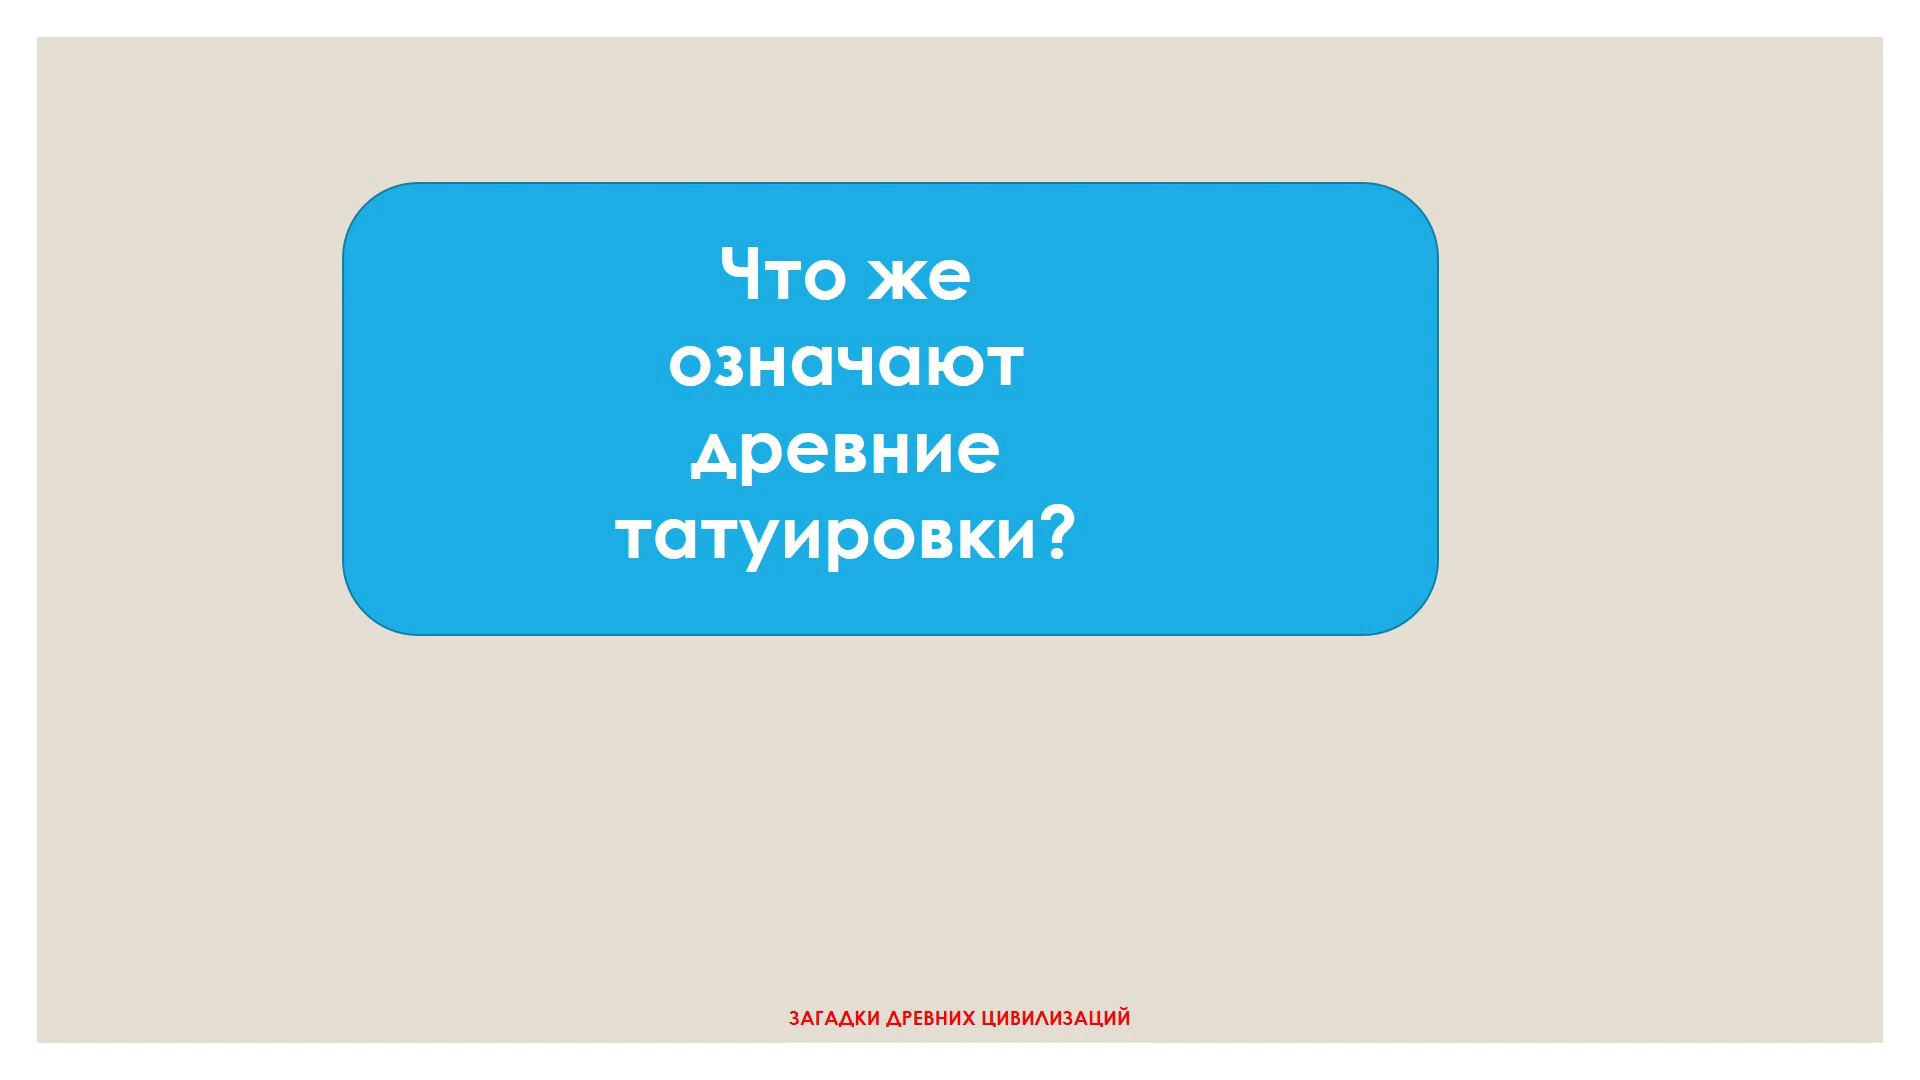 Что же
означают
древние
татуировки?
ЗАГАДКИ ДРЕВНИХ ЦИВИЛИЗАЦИЙ